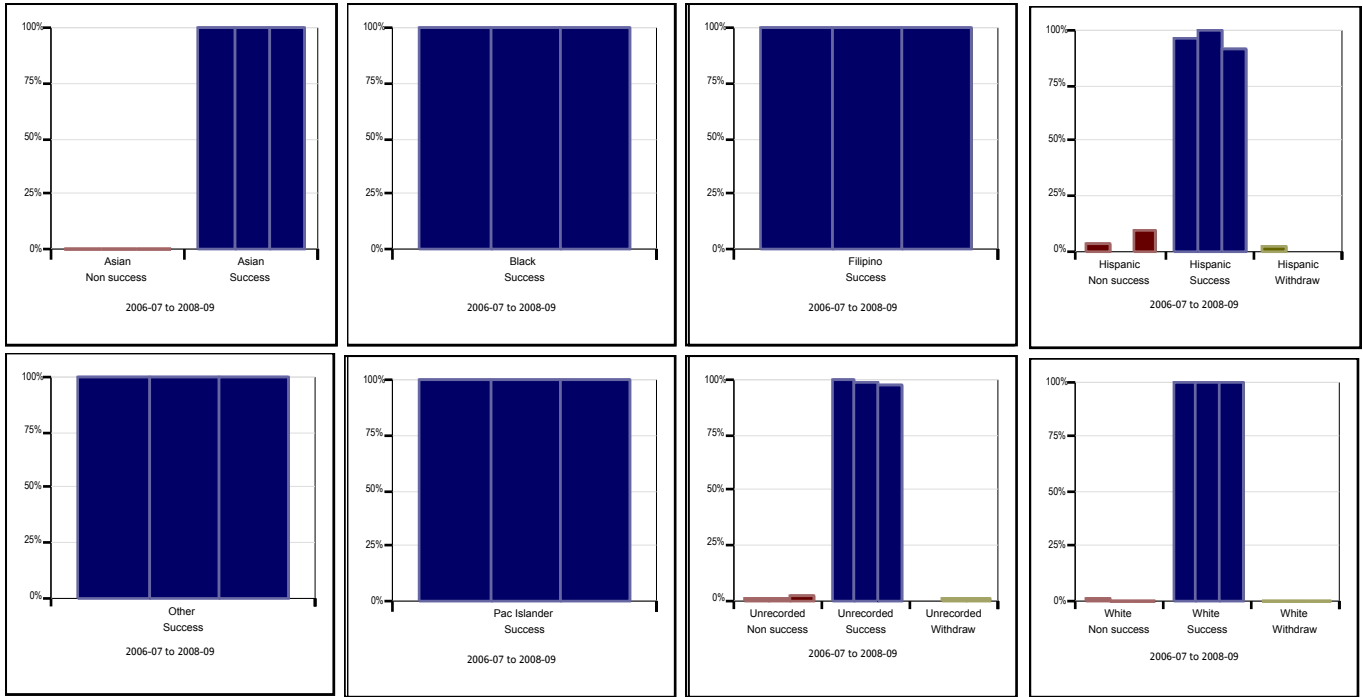 100%
75%
50%
25%
0%
Asian Asian
Non success Success
2006-07 to 2008-09
100%
75%
50%
25%
0%
Black
Success
2006-07 to 2008-09
100%
75%
50%
25%
0%
Filipino
Success
2006-07 to 2008-09
100%
75%
50%
25%
0%
Hispanic Hispanic Hispanic
Non success Success Withdraw
2006-07 to 2008-09
100%
75%
50%
25%
0%
Other
Success
2006-07 to 2008-09
100%
75%
50%
25%
0%
Pac Islander
Success
2006-07 to 2008-09
100%
75%
50%
25%
0%
Unrecorded Unrecorded Unrecorded
Non success Success Withdraw
2006-07 to 2008-09
100%
75%
50%
25%
0%
White White White
Non success Success Withdraw
2006-07 to 2008-09